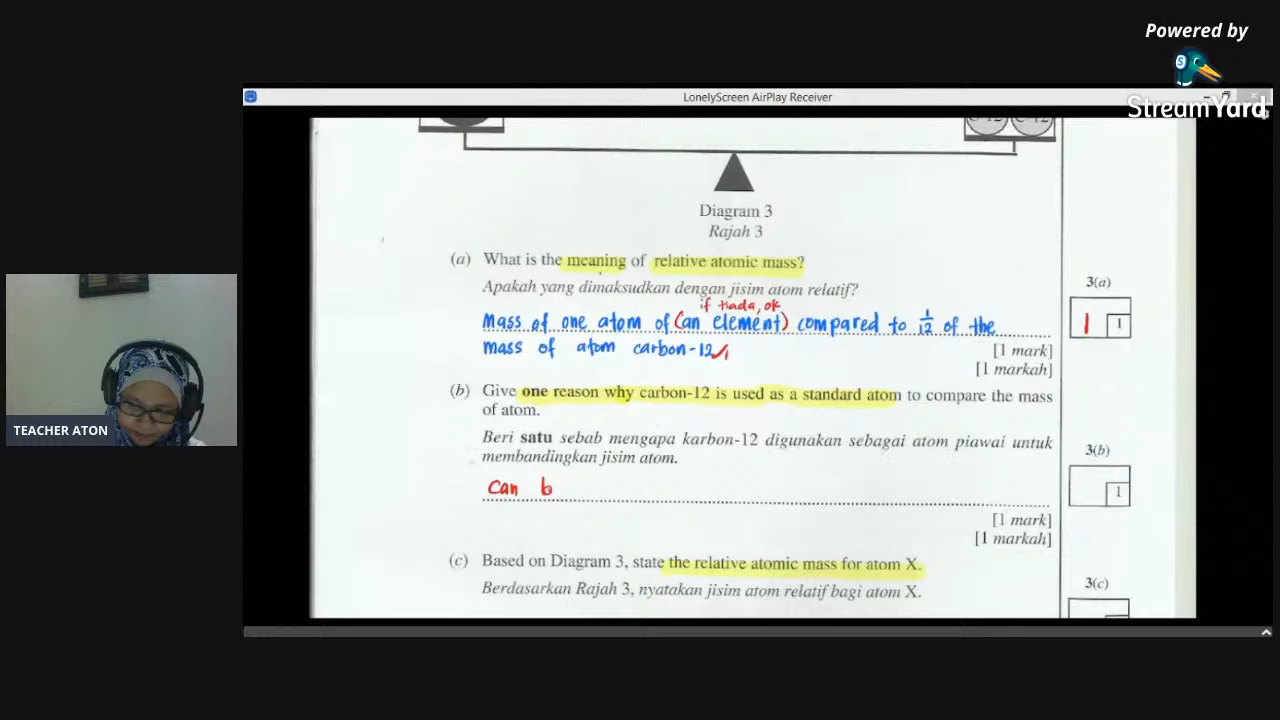 Powered by
StreamYard
LonelyScreen AirPlay Receiver
Diagram 3
Rajah 3
(a) What is the meaning of relative atomic mass?
Apakah yang dimaksudkan dengan jisim atom relatif?
if tiada, ok
Mass of one atom of (an element) compared to 1/12 of the
mass of atom carbon-12 ✓1
[1 mark]
[1 markah]
3(a)
1 1
(b) Give one reason why carbon-12 is used as a standard atom to compare the mass
of atom.
Beri satu sebab mengapa karbon-12 digunakan sebagai atom piawai untuk
membandingkan jisim atom.
Can b
[1 mark]
[1 markah]
3(b)
1
(c) Based on Diagram 3, state the relative atomic mass for atom X.
Berdasarkan Rajah 3, nyatakan jisim atom relatif bagi atom X.
3(c)
TEACHER ATON